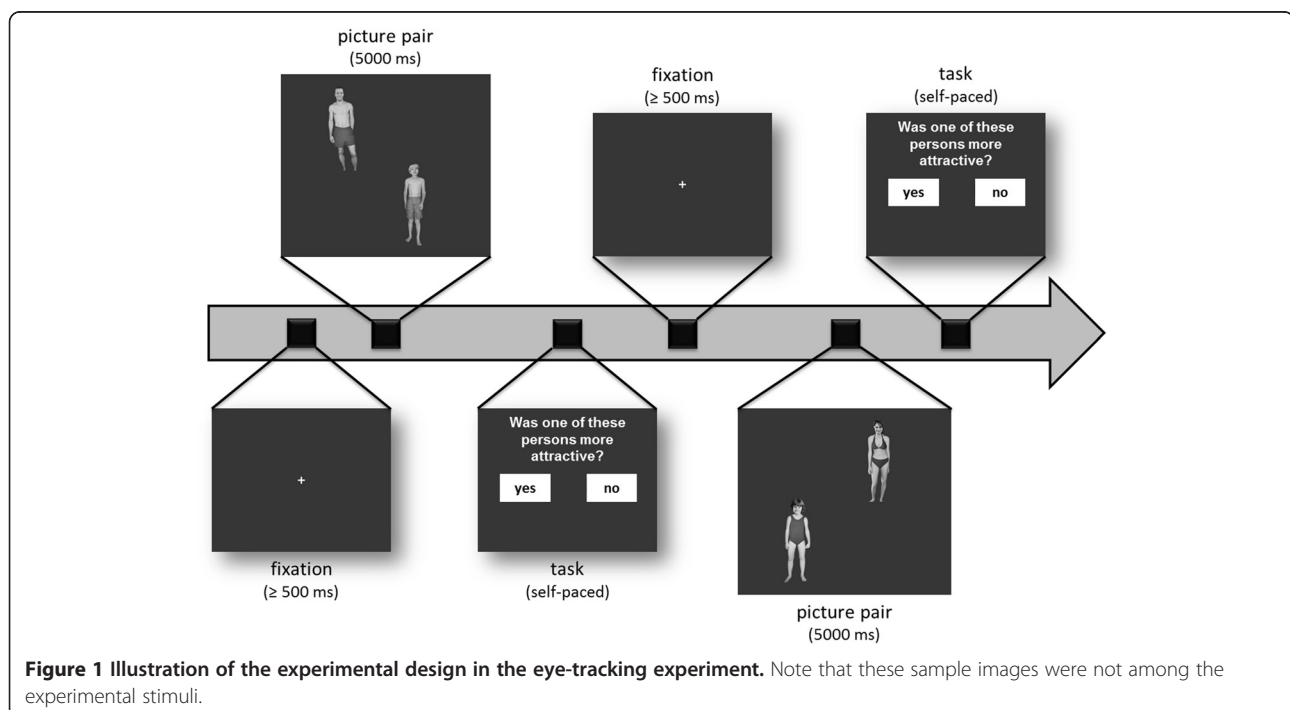 picture pair
(5000 ms)
fixation
(≥ 500 ms)
task
(self-paced)
+
Was one of these
persons more
attractive?
yes no
+
fixation
(≥ 500 ms)
Was one of these
persons more
attractive?
yes no
task
(self-paced)
picture pair
(5000 ms)
Figure 1 Illustration of the experimental design in the eye-tracking experiment. Note that these sample images were not among the
experimental stimuli.